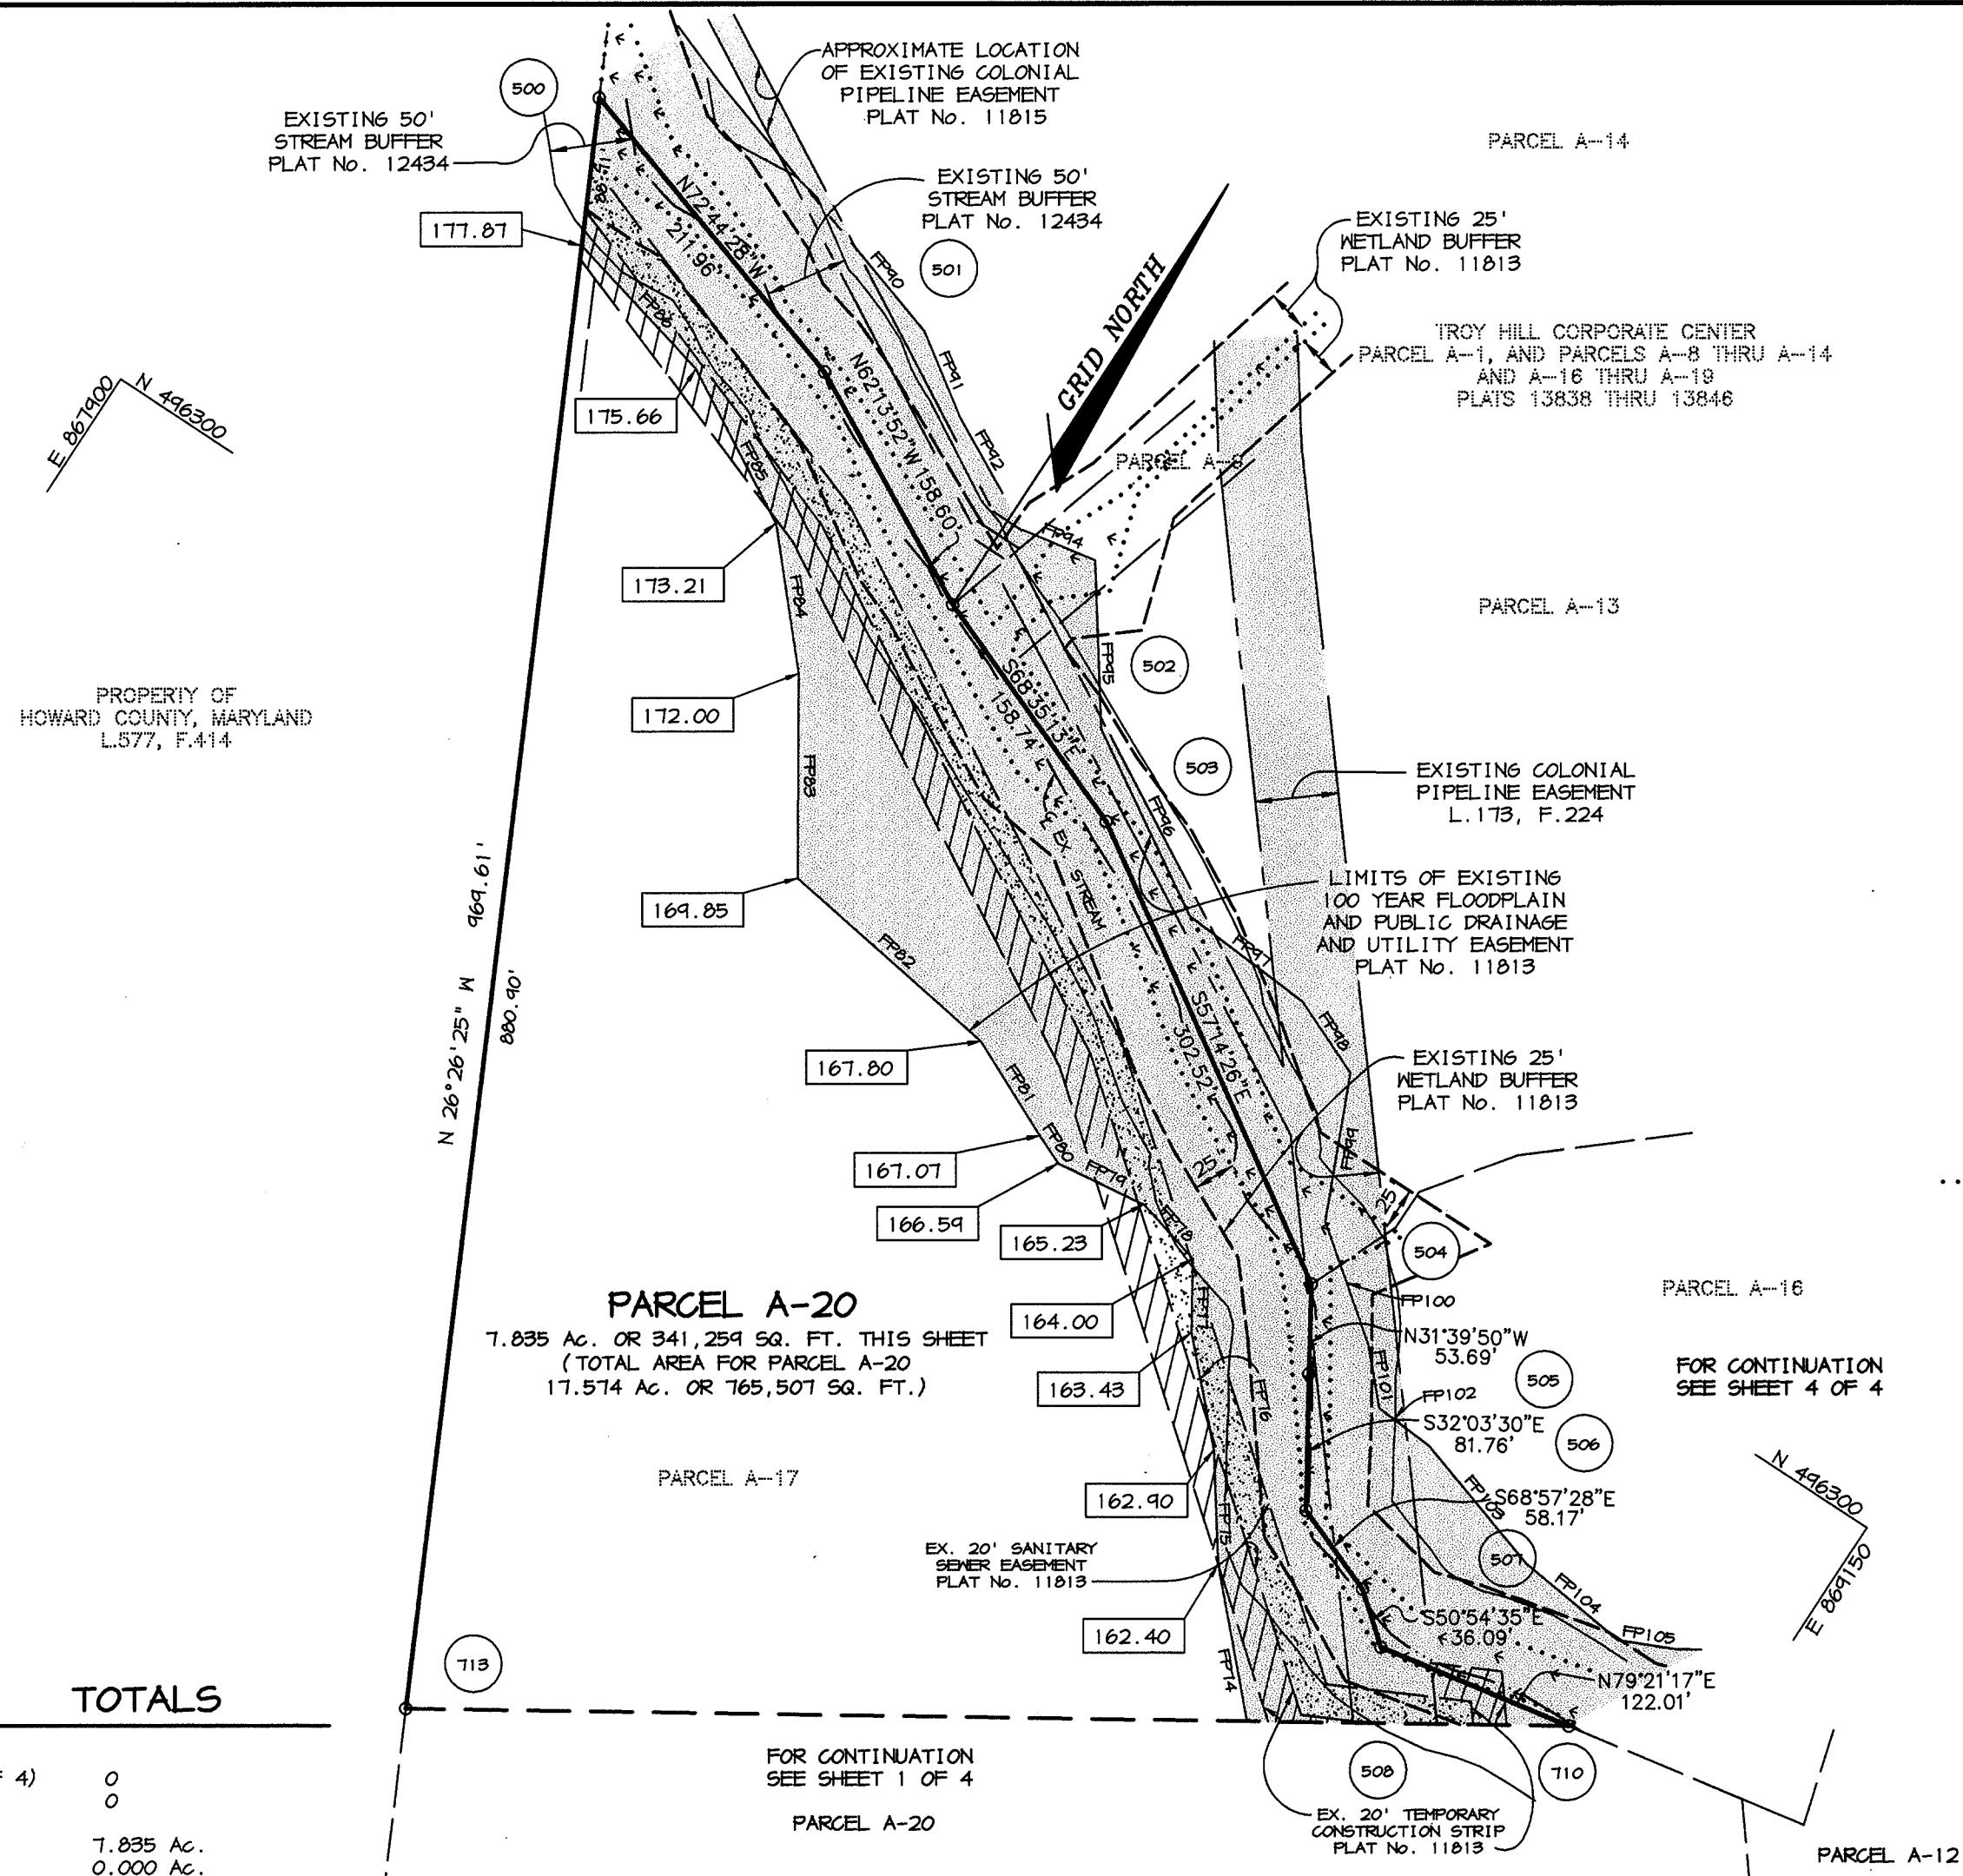 APPROXIMATE LOCATION
OF EXISTING COLONIAL
PIPELINE EASEMENT
PLAT No. 11815
500
EXISTING 50'
STREAM BUFFER
PLAT No. 12434
PARCEL A-14
EXISTING 50'
STREAM BUFFER
PLAT No. 12434
501
177.87
88.71'
N72°44'28"W
211.96'
EXISTING 25'
WETLAND BUFFER
PLAT No. 11813
GRID NORTH
TROY HILL CORPORATE CENTER
PARCEL A-1, AND PARCELS A-8 THRU A-14
AND A-16 THRU A-19
PLATS 13838 THRU 13846
FP90
FP91
FP92
FP86
FP85
N62°13'52"W 158.60'
175.66
E 867900
N 496300
PARCEL A-8
FP94
173.21
FP84
PARCEL A-13
FP95
502
S68°35'13"E
158.74'
PROPERTY OF
HOWARD COUNTY, MARYLAND
L.577, F.414
172.00
FP83
503
EXISTING COLONIAL
PIPELINE EASEMENT
L.173, F.224
FP96
EX. STREAM
169.85
FP82
LIMITS OF EXISTING
100 YEAR FLOODPLAIN
AND PUBLIC DRAINAGE
AND UTILITY EASEMENT
PLAT No. 11813
FP97
N 26°26'25" W 969.61'
880.90'
S57°14'26"E
302.52'
FP98
167.80
FP81
EXISTING 25'
WETLAND BUFFER
PLAT No. 11813
167.07
FP80
FP79
25'
FP99
25'
166.59
165.23
FP78
504
PARCEL A-20
7.835 Ac. OR 341,259 SQ. FT. THIS SHEET
(TOTAL AREA FOR PARCEL A-20
17.574 Ac. OR 765,507 SQ. FT.)
164.00
FP77
FP100
PARCEL A-16
N31°39'50"W
53.69'
163.43
FP76
FP101
505
FOR CONTINUATION
SEE SHEET 4 OF 4
FP102
S32°03'30"E
81.76'
506
PARCEL A-17
162.90
FP75
FP103
S68°57'28"E
58.17'
N 496300
E 869150
EX. 20' SANITARY
SEWER EASEMENT
PLAT No. 11813
507
FP104
S50°54'35"E
36.09'
FP105
162.40
FP74
N79°21'17"E
122.01'
713
TOTALS
FOR CONTINUATION
SEE SHEET 1 OF 4
508
710
4) 0
0
PARCEL A-20
EX. 20' TEMPORARY
CONSTRUCTION STRIP
PLAT No. 11813
7.835 Ac.
0.000 Ac.
PARCEL A-12